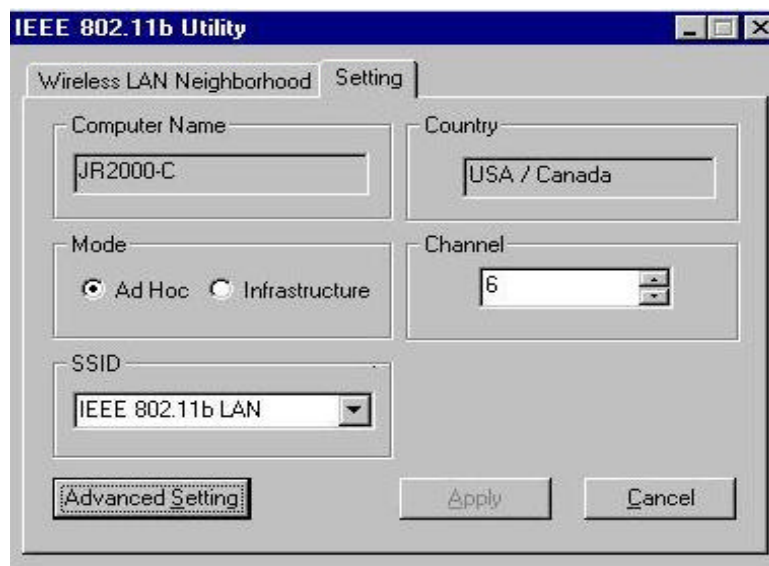 IEEE 802.11b Utility
Wireless LAN Neighborhood
Setting
Computer Name
JR2000-C
Country
USA / Canada
Mode
Ad Hoc
Infrastructure
Channel
6
SSID
IEEE 802.11b LAN
Advanced Setting
Apply
Cancel